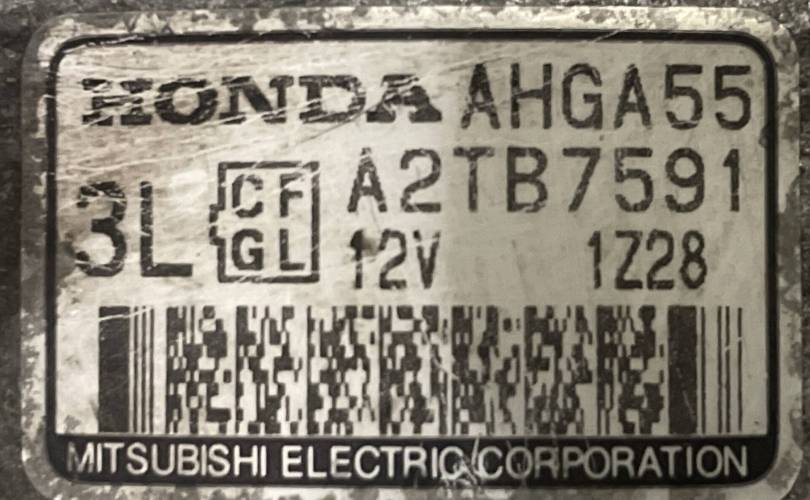 HONDA AHGA55
A2TB7591
3L CF GL
12V 1Z28
MITSUBISHI ELECTRIC CORPORATION